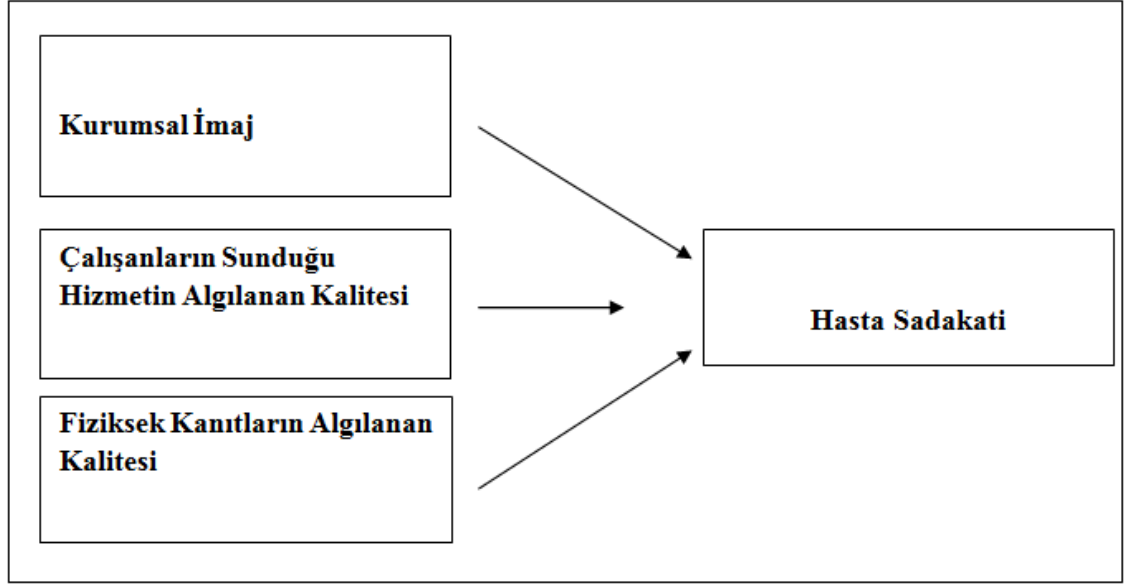 Kurumsal İmaj
Çalışanların Sunduğu
Hizmetin Algılanan Kalitesi
Fiziksek Kanıtların Algılanan
Kalitesi
Hasta Sadakati